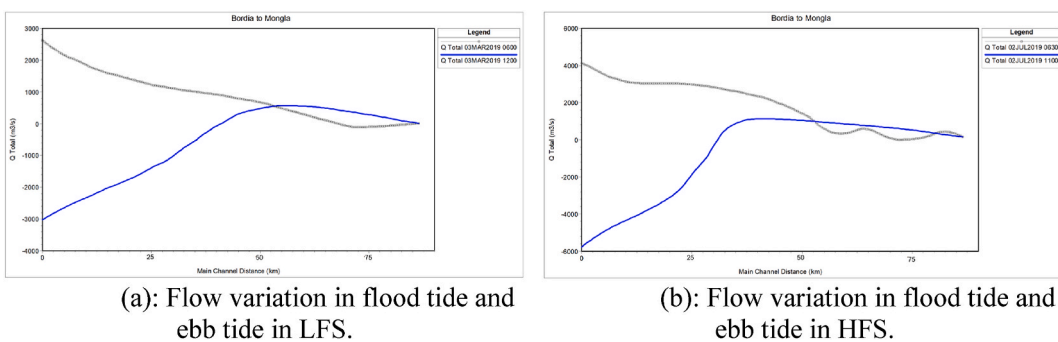 Bordia to Mongla
Legend
Q Total 03MAR2019 0600
Q Total 03MAR2019 1200
3000
2000
1000
0
-1000
-2000
-3000
-4000
Q Total (m3/s)
0
25
50
75
Main Channel Distance (km)
(a): Flow variation in flood tide and
ebb tide in LFS.
Bordia to Mongla
Legend
Q Total 02JUL2019 0630
Q Total 02JUL2019 1100
6000
4000
2000
0
-2000
-4000
-6000
Q Total (m3/s)
0
25
50
75
Main Channel Distance (km)
(b): Flow variation in flood tide and
ebb tide in HFS.